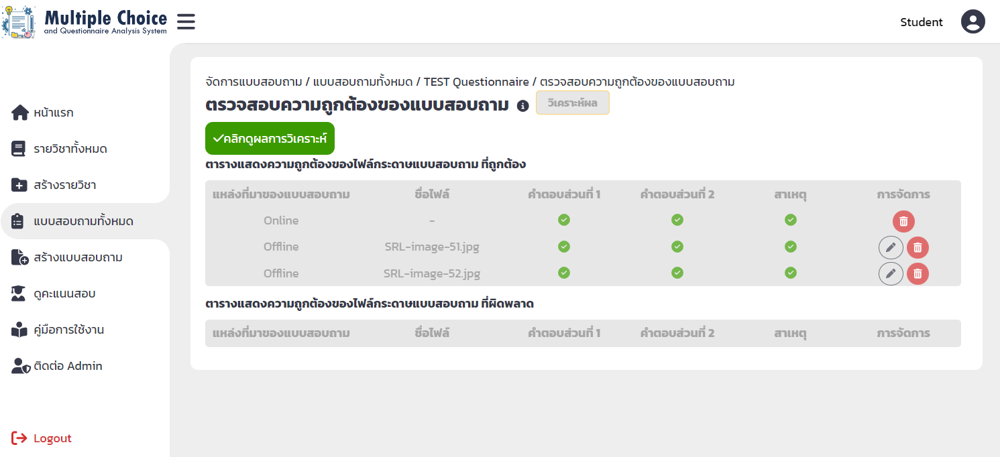 Multiple Choice
and Questionnaire Analysis System
Student
หน้าแรก
รายวิชาทั้งหมด
สร้างรายวิชา
แบบสอบถามทั้งหมด
สร้างแบบสอบถาม
ดูคะแนนสอบ
คู่มือการใช้งาน
ติดต่อ Admin
Logout
จัดการแบบสอบถาม / แบบสอบถามทั้งหมด / TEST Questionnaire / ตรวจสอบความถูกต้องของแบบสอบถาม
ตรวจสอบความถูกต้องของแบบสอบถาม วิเคราะห์ผล
คลิกดูผลการวิเคราะห์
ตารางแสดงความถูกต้องของไฟล์กระดาษแบบสอบถาม ที่ถูกต้อง
แหล่งที่มาของแบบสอบถาม ชื่อไฟล์ คำตอบส่วนที่ 1 คำตอบส่วนที่ 2 สาเหตุ การจัดการ
Online -
Offline SRL-image-51.jpg
Offline SRL-image-52.jpg
ตารางแสดงความถูกต้องของไฟล์กระดาษแบบสอบถาม ที่ผิดพลาด
แหล่งที่มาของแบบสอบถาม ชื่อไฟล์ คำตอบส่วนที่ 1 คำตอบส่วนที่ 2 สาเหตุ การจัดการ